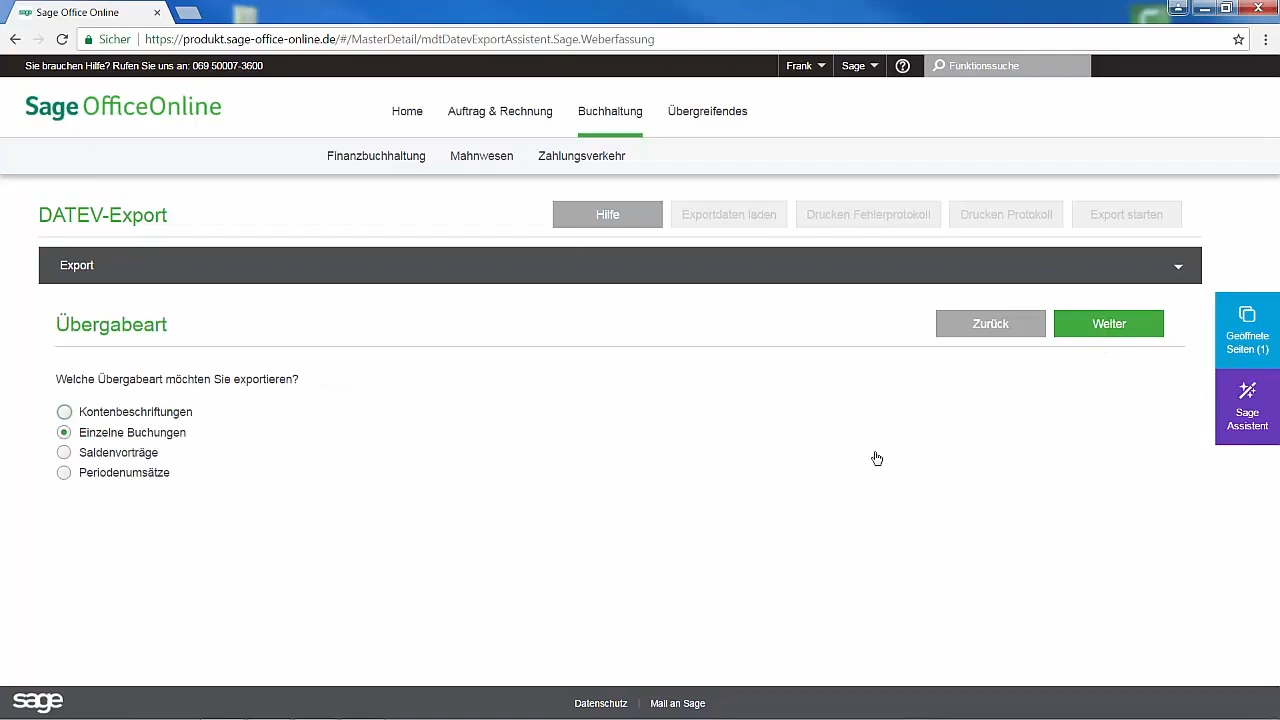 Sage Office Online
Sicher https://produkt.sage-office-online.de/#/MasterDetail/mdtDatevExportAssistent.Sage.Weberfassung
Sie brauchen Hilfe? Rufen Sie uns an: 069 50007-3600 Frank Sage Funktionssuche
Sage OfficeOnline Home Auftrag & Rechnung Buchhaltung Übergreifendes
Finanzbuchhaltung Mahnwesen Zahlungsverkehr
DATEV-Export Hilfe Exportdaten laden Drucken Fehlerprotokoll Drucken Protokoll Export starten
Export
Übergabeart Zurück Weiter
Geöffnete
Seiten (1)
Welche Übergabeart möchten Sie exportieren?
Kontenbeschriftungen
Sage
Assistent
Einzelne Buchungen
Saldenvorträge
Periodenumsätze
sage Datenschutz Mail an Sage